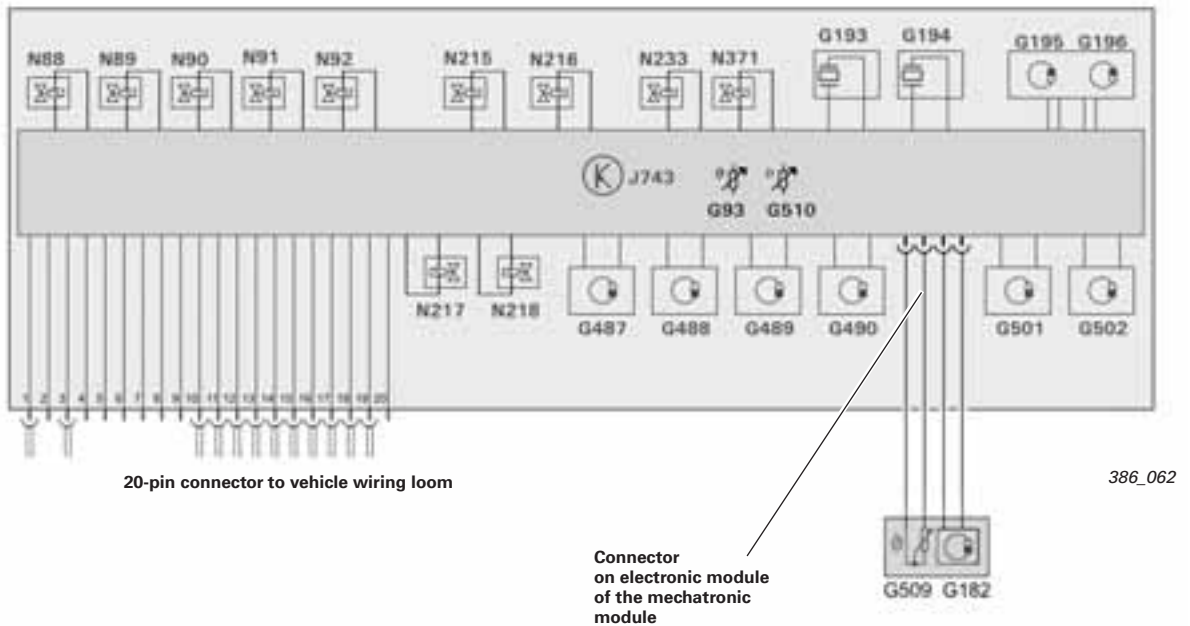 N88 N89 N90 N91 N92 N215 N216 N233 N371 G193 G194 G195 G196
J743
G93 G510
N217 N218 G487 G488 G489 G490 G501 G502
1 2 3 4 5 6 7 8 9 10 11 12 13 14 15 16 17 18 19 20
20-pin connector to vehicle wiring loom
386_062
Connector
on electronic module
of the mechatronic
module
G509 G182